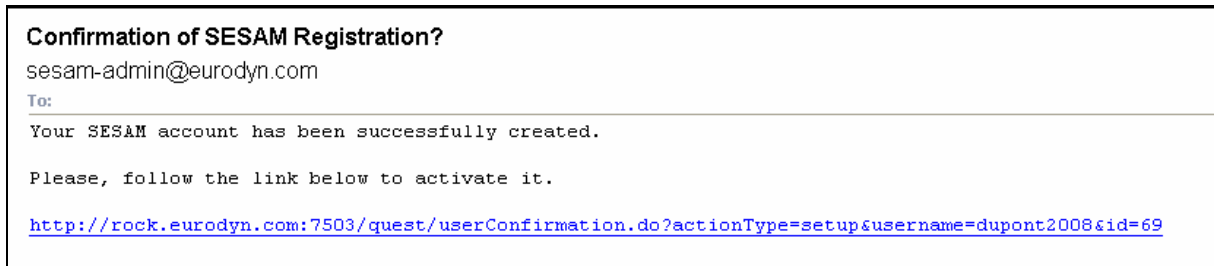 Confirmation of SESAM Registration?
sesam-admin@eurodyn.com
To:
Your SESAM account has been successfully created.
Please, follow the link below to activate it.
http://rock.eurodyn.com:7503/quest/userConfirmation.do?actionType=setup&username=dupont2008&id=69